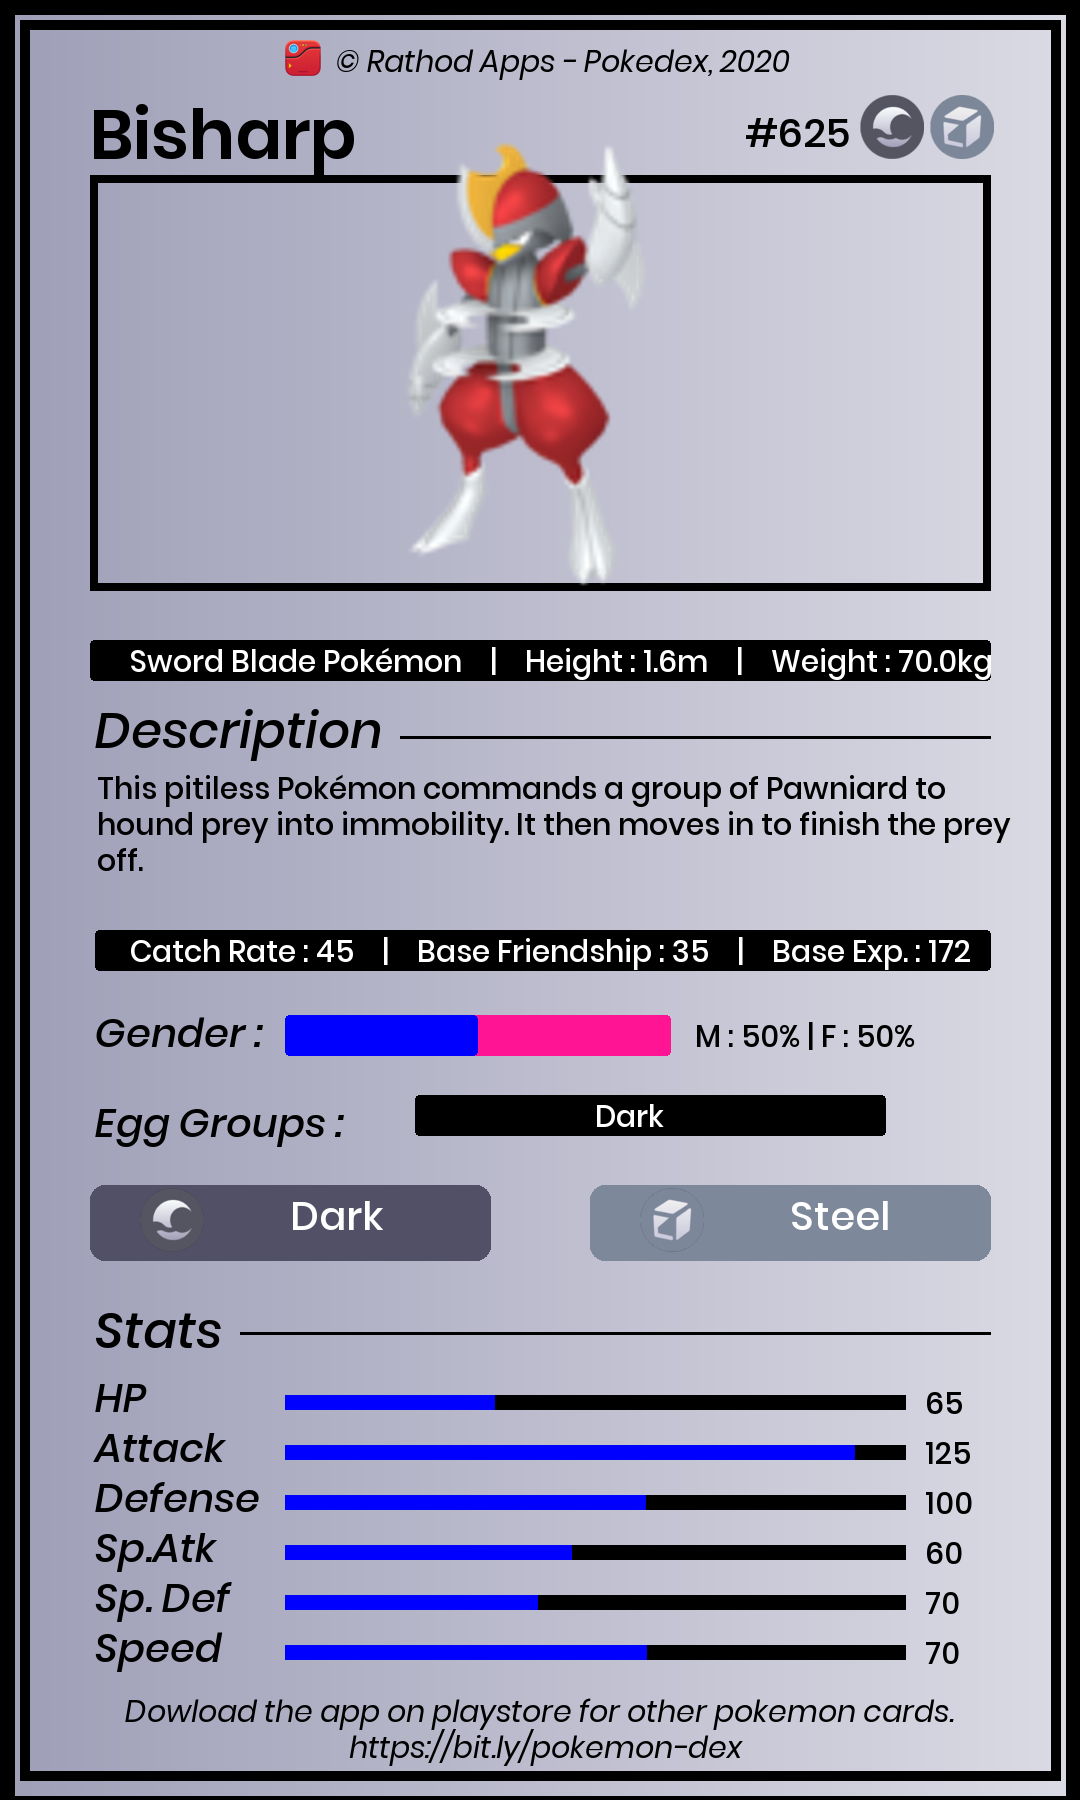 © Rathod Apps - Pokedex, 2020
Bisharp
#625
Sword Blade Pokémon | Height : 1.6m | Weight : 70.0kg
Description
This pitiless Pokémon commands a group of Pawniard to
hound prey into immobility. It then moves in to finish the prey
off.
Catch Rate : 45 | Base Friendship : 35 | Base Exp. : 172
Gender : M : 50% | F : 50%
Egg Groups : Dark
Dark Steel
Stats
HP 65
Attack 125
Defense 100
Sp.Atk 60
Sp. Def 70
Speed 70
Dowload the app on playstore for other pokemon cards.
https://bit.ly/pokemon-dex